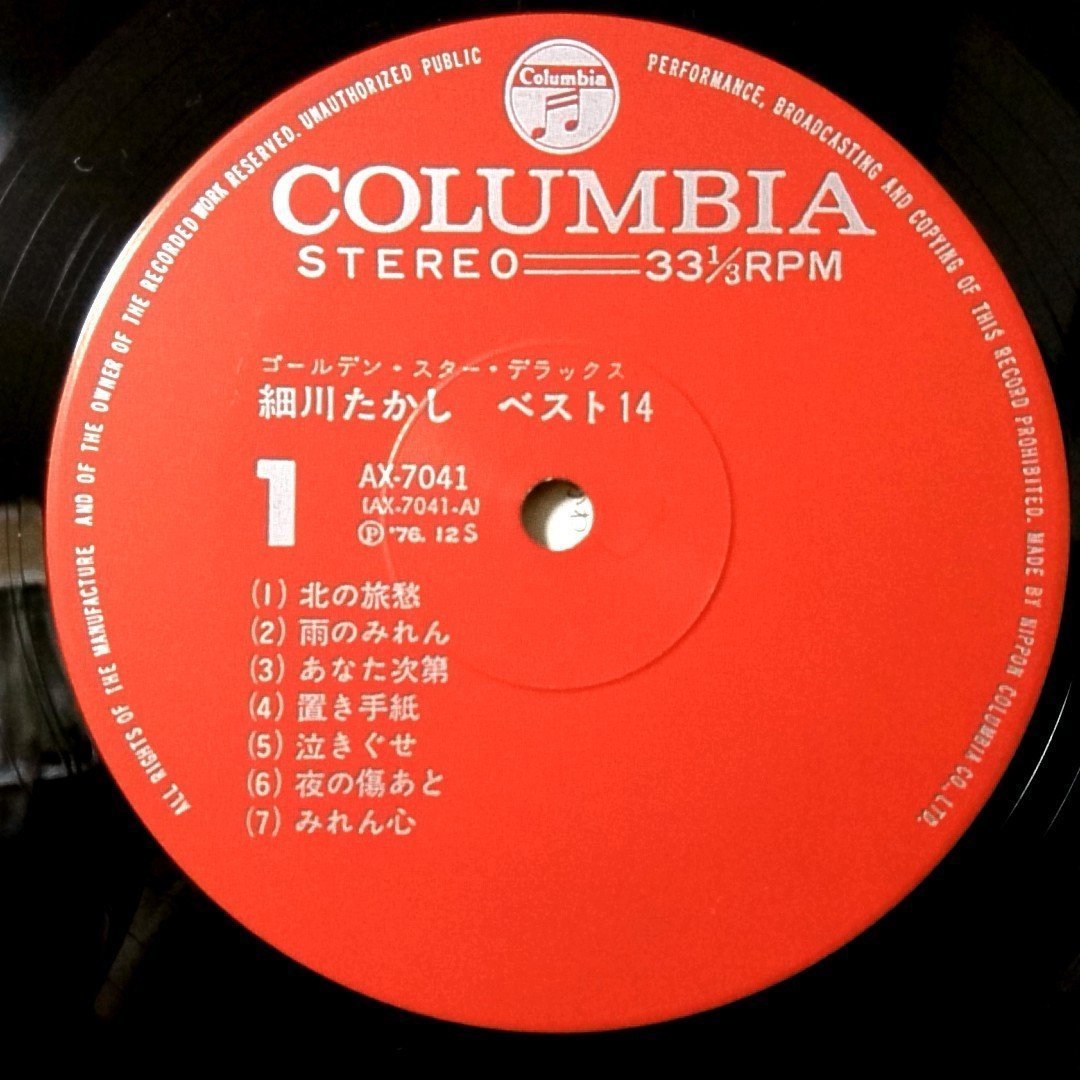 Columbia
COLUMBIA
STEREO 33⅓RPM
ゴールデン・スター・デラックス
細川たかし ベスト14
1
AX-7041
(AX-7041-A)
Ⓟ '76. 12 S
(1) 北の旅愁
(2) 雨のみれん
(3) あなた次第
(4) 置き手紙
(5) 泣きぐせ
(6) 夜の傷あと
(7) みれん心
ALL RIGHTS OF THE MANUFACTURE AND OF THE OWNER OF THE RECORDED WORK RESERVED. UNAUTHORIZED PUBLIC PERFORMANCE, BROADCASTING AND COPYING OF THIS RECORD PROHIBITED. MADE BY NIPPON COLUMBIA CO., LTD.